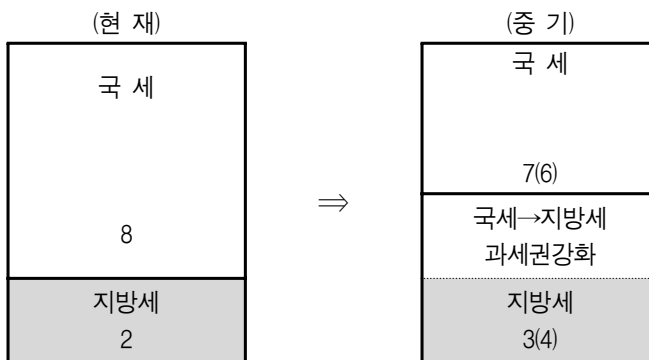 (현 재)
국 세
8
지방세
2
⇒
(중 기)
국 세
7(6)
국세→지방세
과세권강화
지방세
3(4)